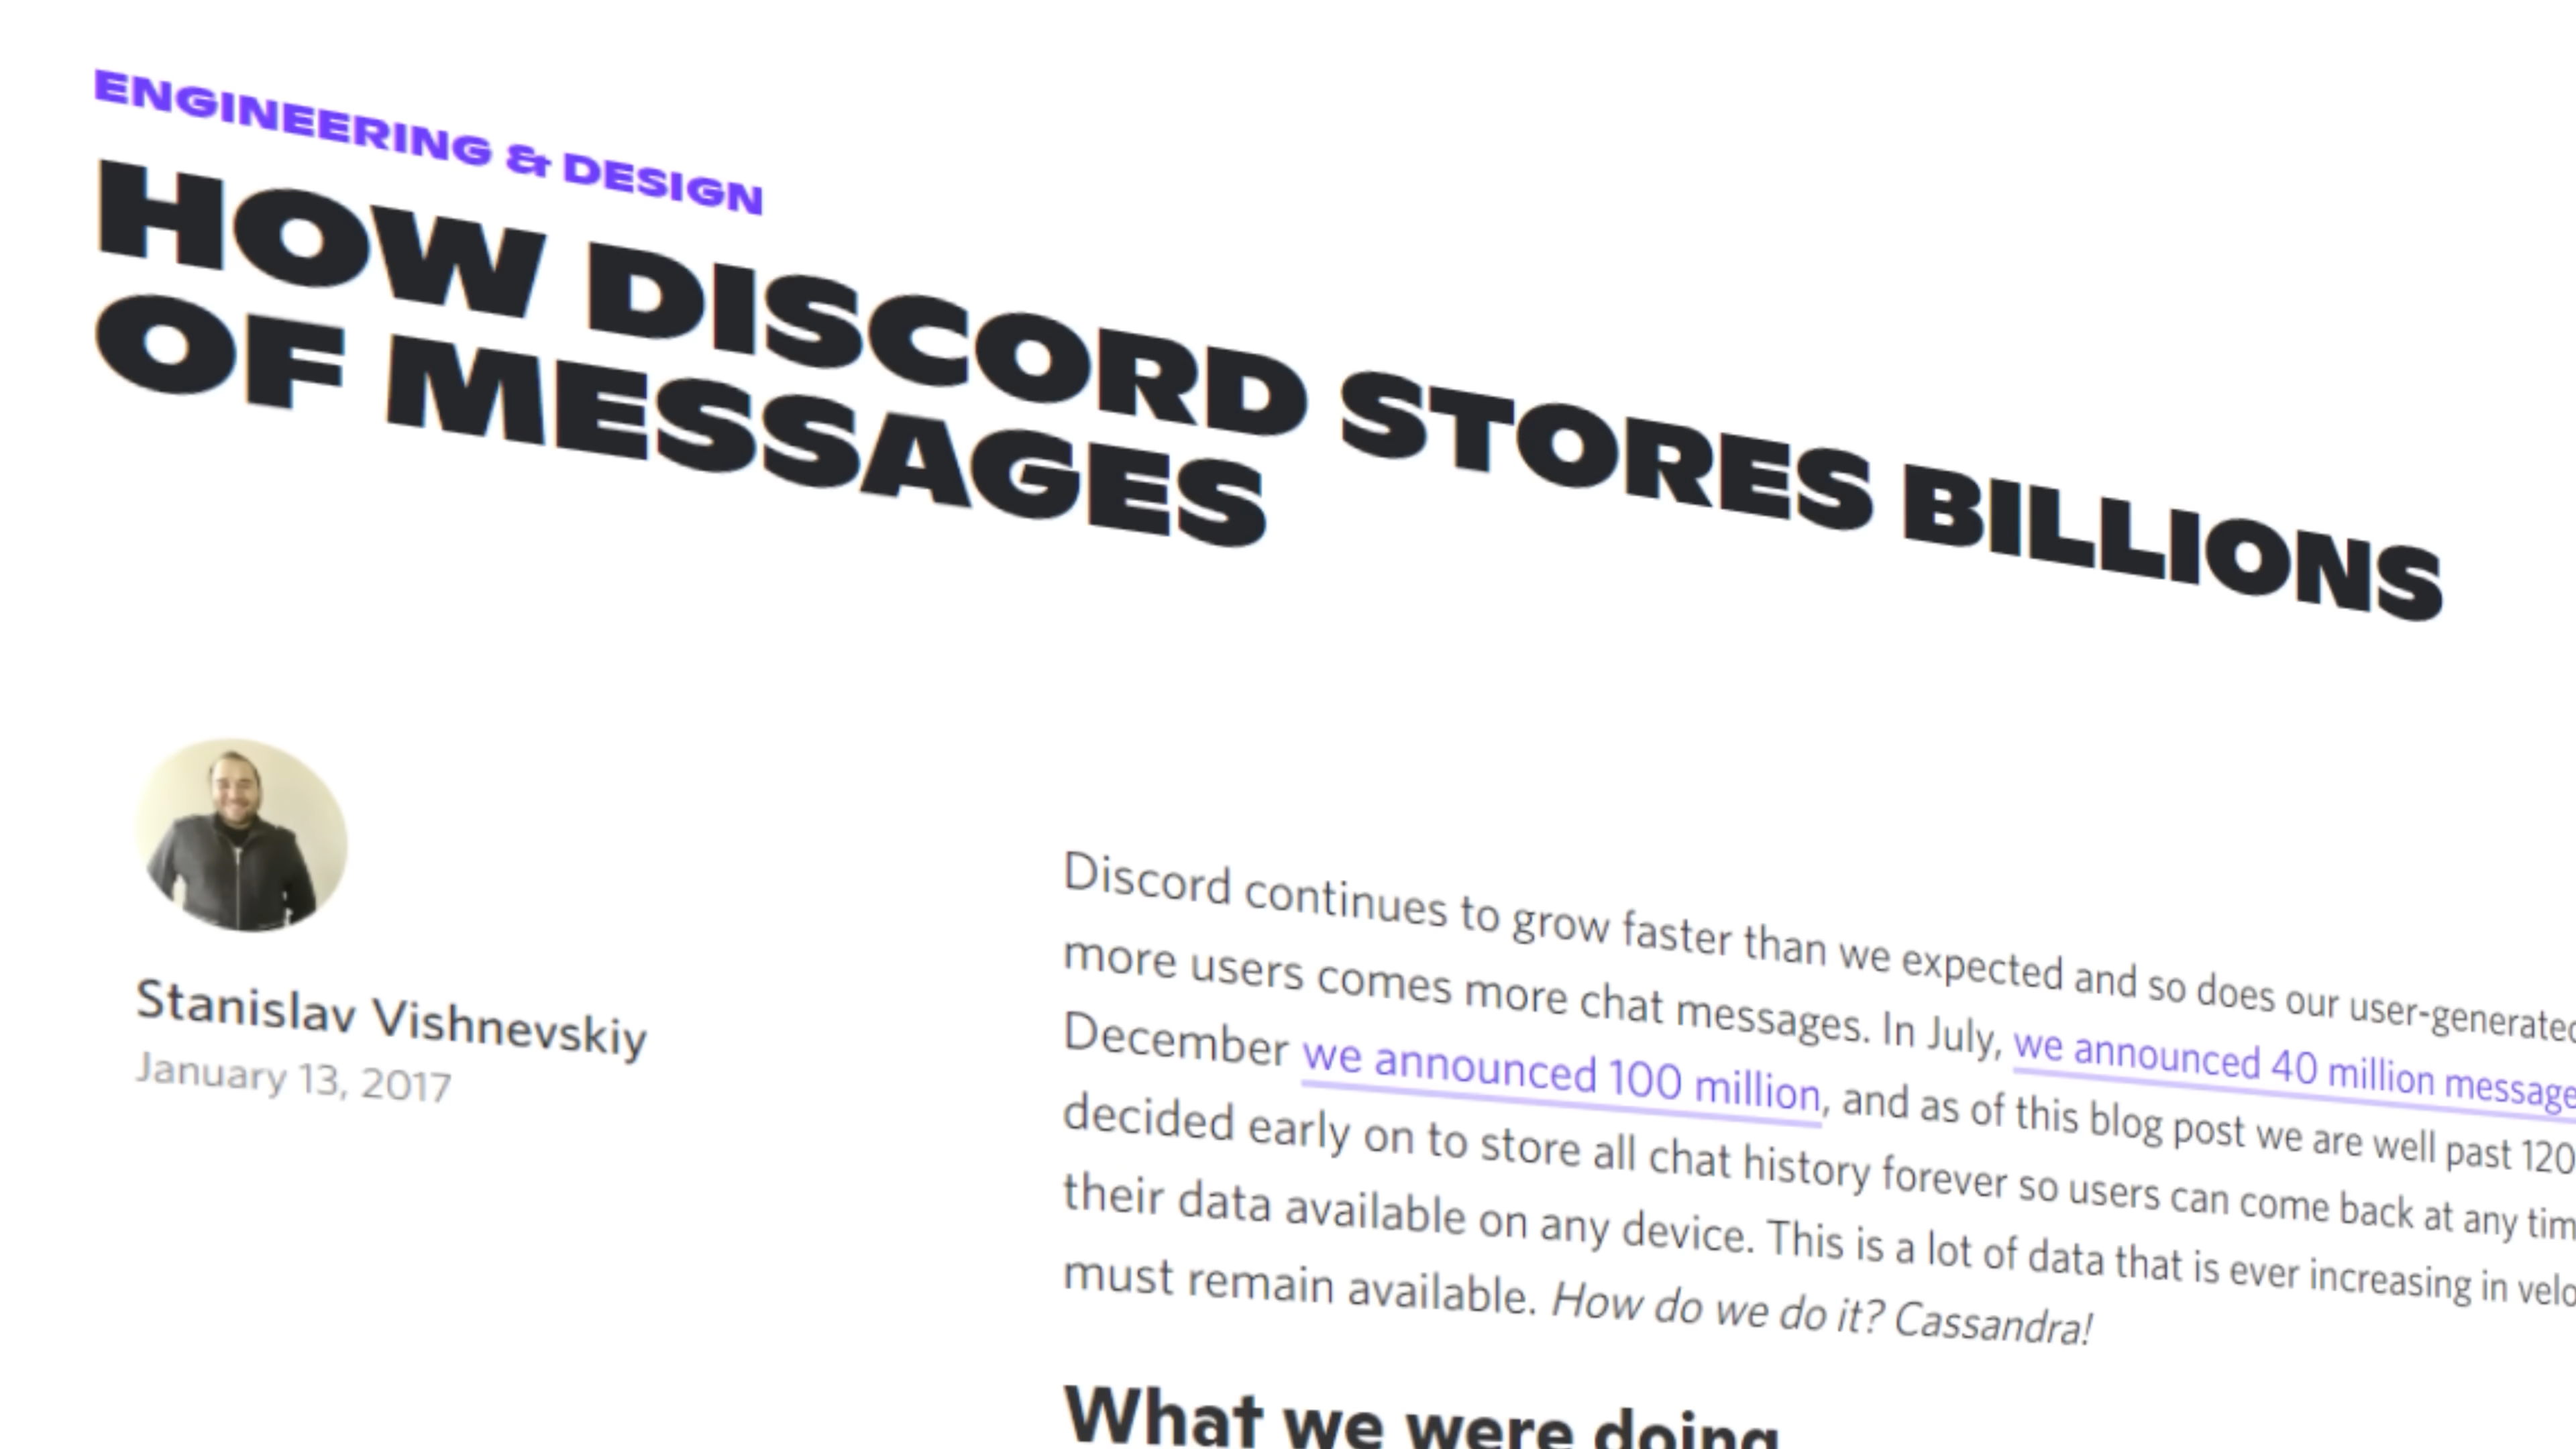 ENGINEERING & DESIGN
HOW DISCORD STORES BILLIONS
OF MESSAGES
Stanislav Vishnevskiy
January 13, 2017
Discord continues to grow faster than we expected and so does our user-generated
more users comes more chat messages. In July, we announced 40 million message
December we announced 100 million, and as of this blog post we are well past 120
decided early on to store all chat history forever so users can come back at any
their data available on any device. This is a lot of data that is ever increasing in
must remain available. How do we do it? Cassandra!
What we were doing